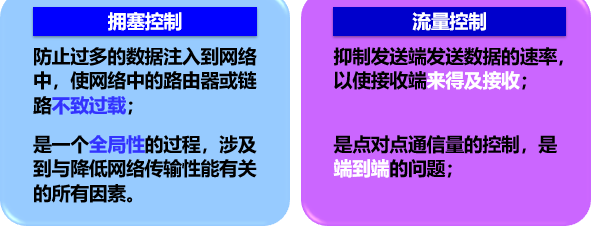 拥塞控制
防止过多的数据注入到网络
中，使网络中的路由器或链
路不致过载；
是一个全局性的过程，涉及
到与降低网络传输性能有关
的所有因素。
流量控制
抑制发送端发送数据的速率，
以使接收端来得及接收；
是点对点通信量的控制，是
端到端的问题；